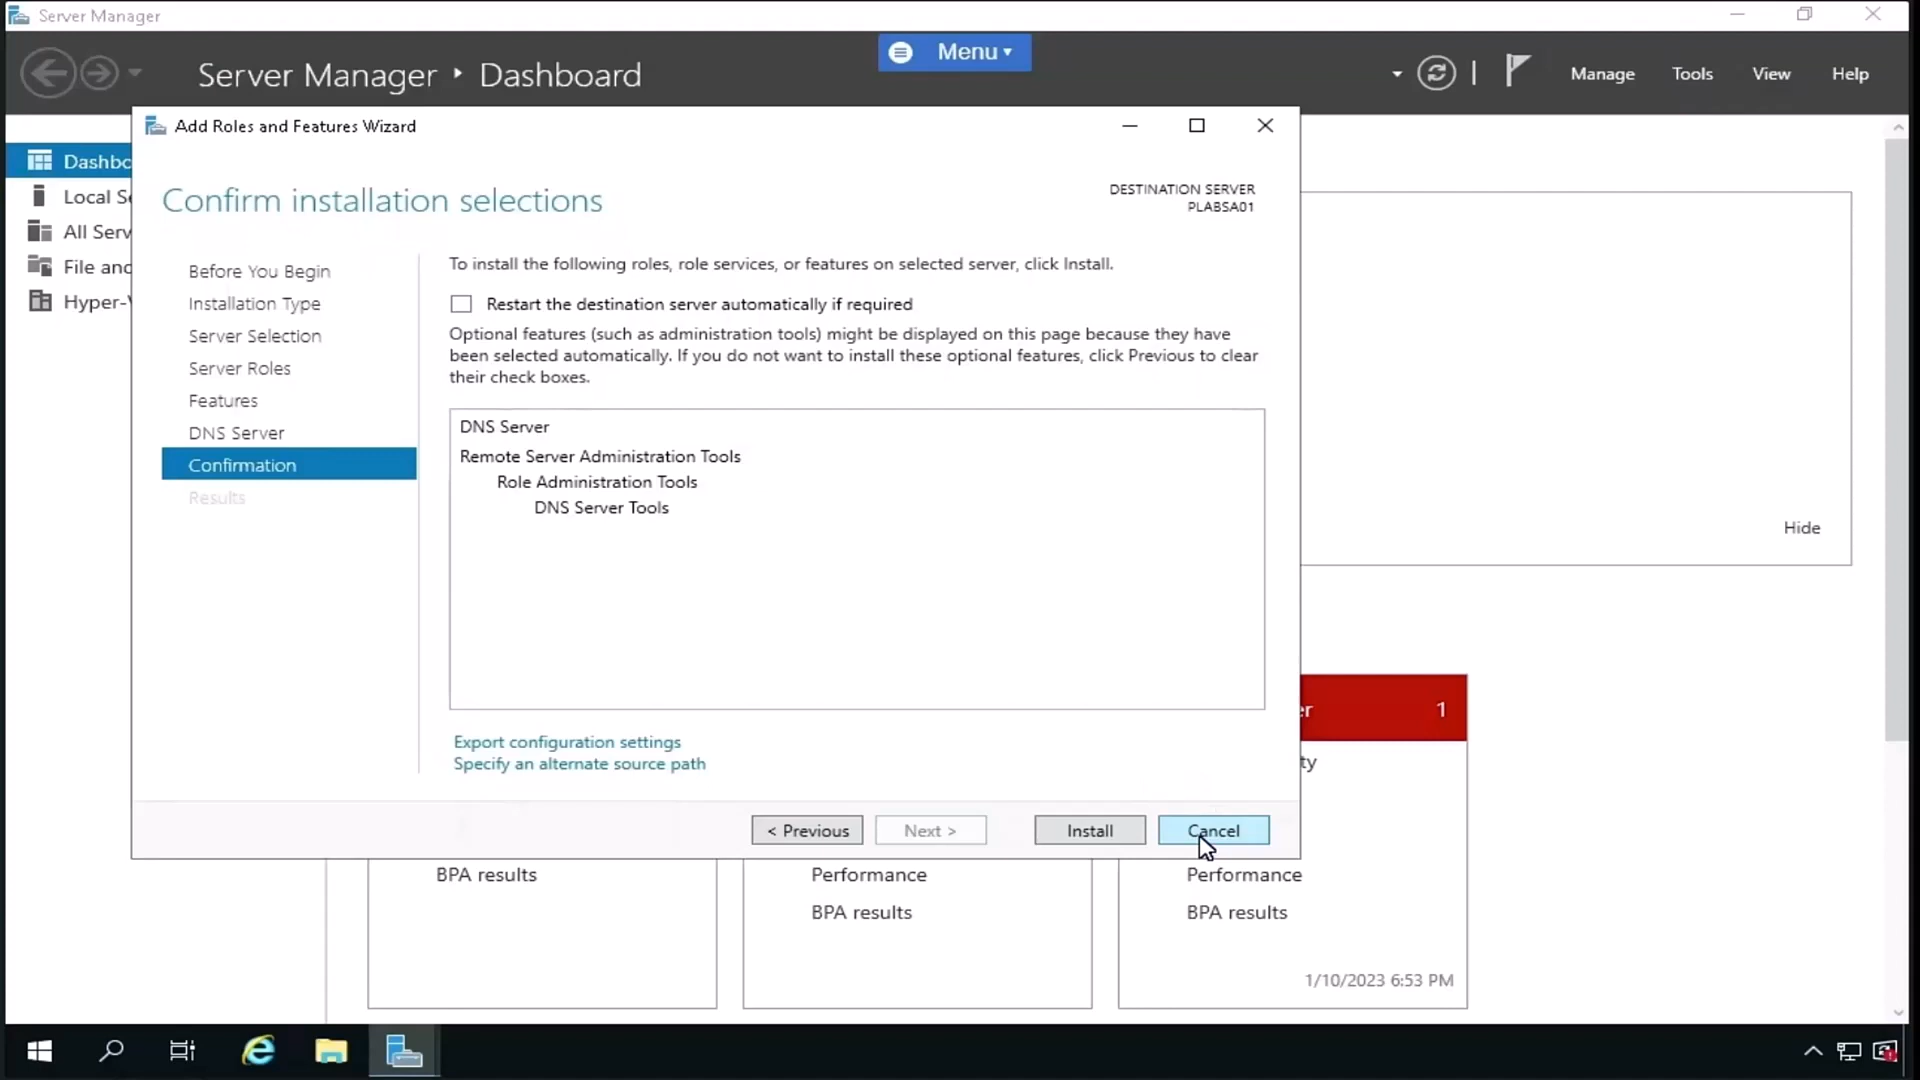 Server Manager
Menu
Server Manager
Dashboard
Manage
Tools
View
Help
Add Roles and Features Wizard
Dashbo
Local Se
All Serv
File and
Hyper-V
Confirm installation selections
DESTINATION SERVER
PLABSA01
Before You Begin
Installation Type
Server Selection
Server Roles
Features
DNS Server
Confirmation
Results
To install the following roles, role services, or features on selected server, click Install.
Restart the destination server automatically if required
Optional features (such as administration tools) might be displayed on this page because they have
been selected automatically. If you do not want to install these optional features, click Previous to clear
their check boxes.
DNS Server
Remote Server Administration Tools
Role Administration Tools
DNS Server Tools
Export configuration settings
Specify an alternate source path
< Previous
Next >
Install
Cancel
Hide
er
1
ty
BPA results
Performance
BPA results
Performance
BPA results
1/10/2023 6:53 PM